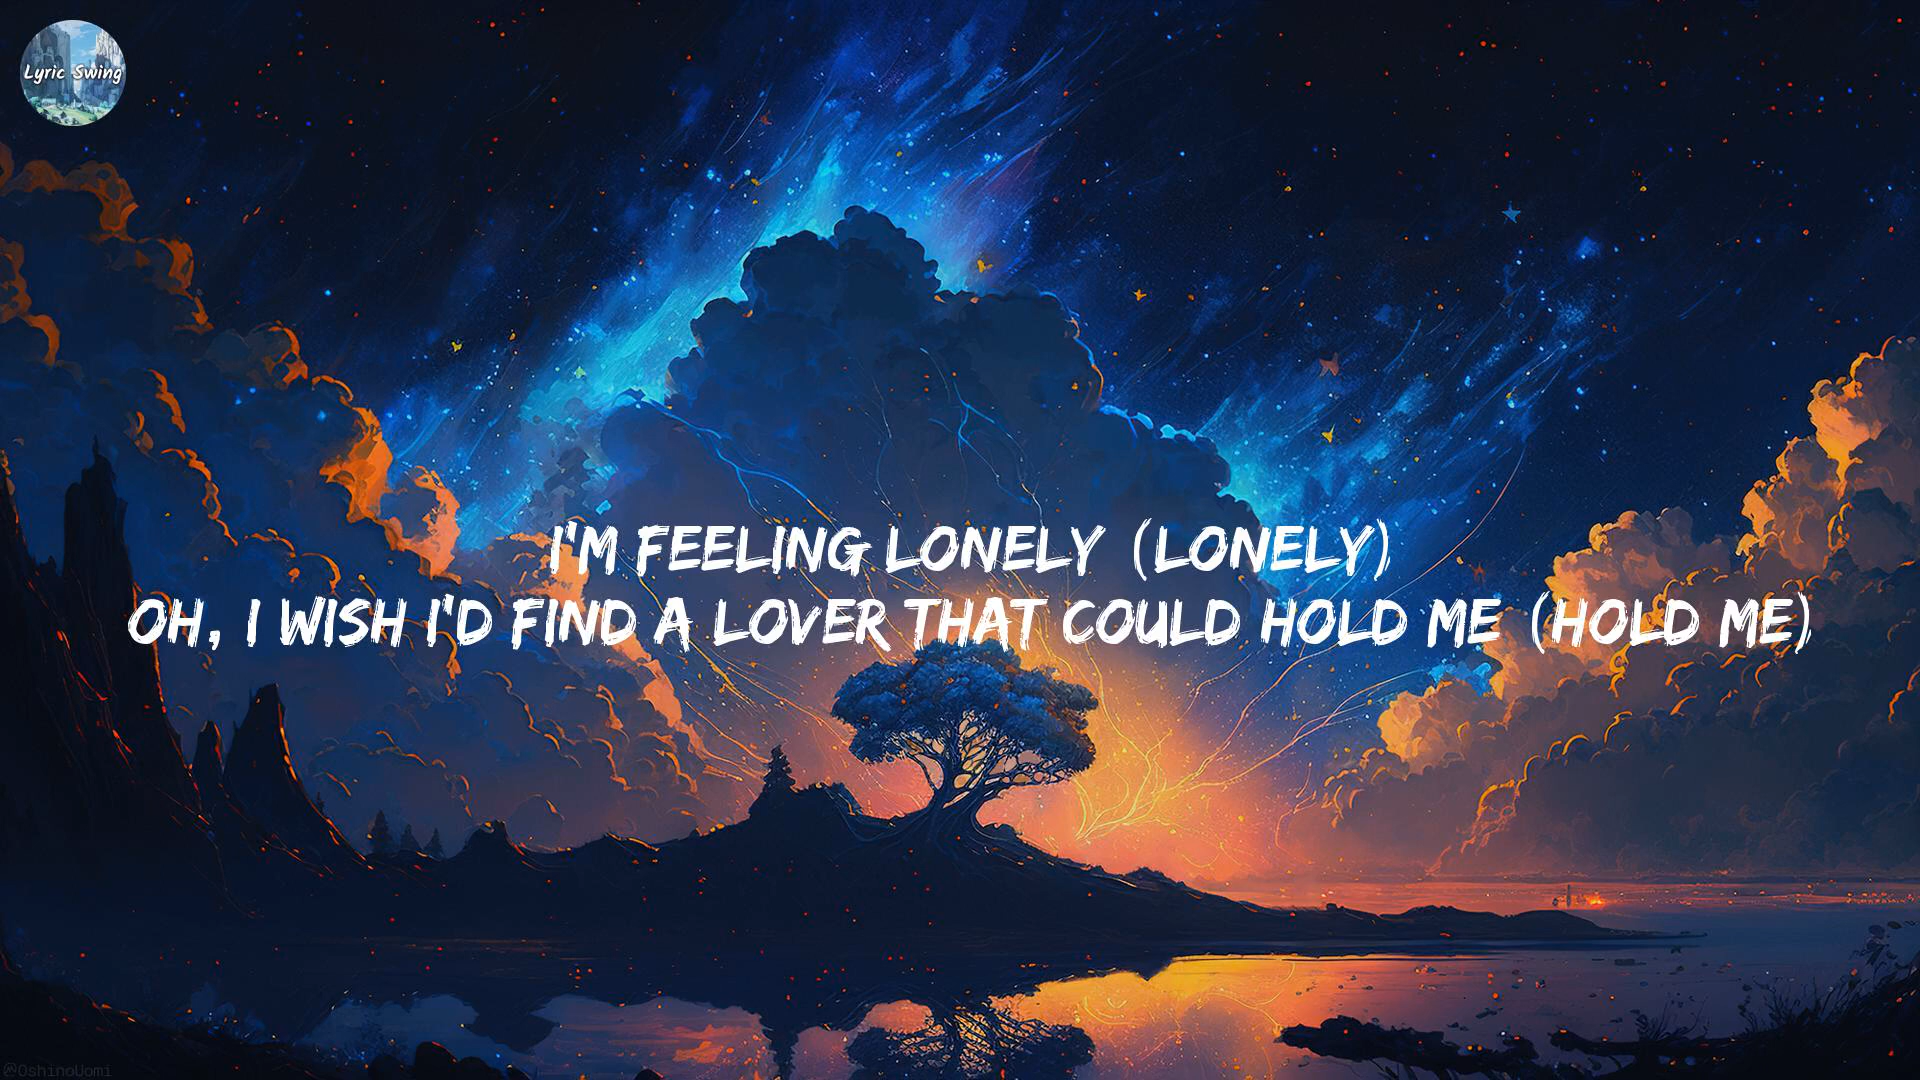 Lyric Swing
I'M FEELING LONELY (LONELY)
OH, I WISH I'D FIND A LOVER THAT COULD HOLD ME (HOLD ME)
@OshinoUomi